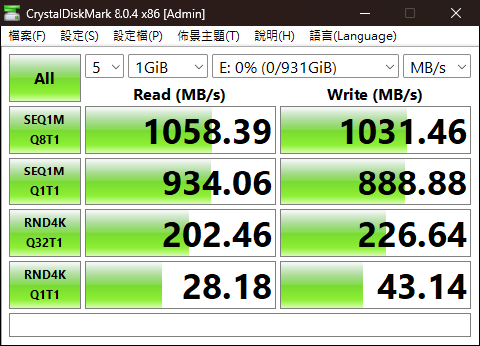 CrystalDiskMark 8.0.4 x86 [Admin]
檔案(F) 設定(S) 設定檔(P) 佈景主題(T) 說明(H) 語言(Language)
All 5 1GiB E: 0% (0/931GiB) MB/s
Read (MB/s) Write (MB/s)
SEQ1M
Q8T1
1058.39 1031.46
SEQ1M
Q1T1
934.06 888.88
RND4K
Q32T1
202.46 226.64
RND4K
Q1T1
28.18 43.14